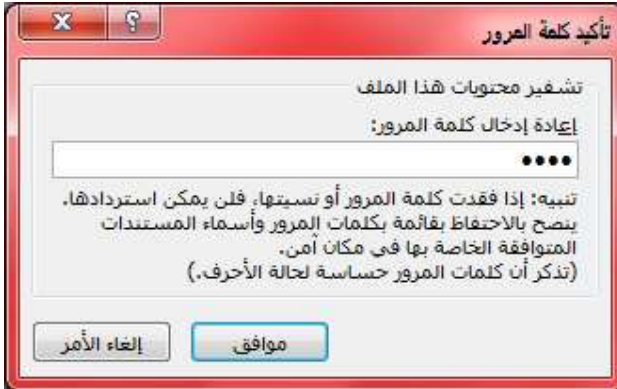 تأكيد كلمة المرور
تشفير محتويات هذا الملف
إعادة إدخال كلمة المرور:
••••
تنبيه: إذا فقدت كلمة المرور أو نسيتها، فلن يمكن استردادها.
ينصح بالاحتفاظ بقائمة بكلمات المرور وأسماء المستندات
المتوافقة الخاصة بها في مكان آمن.
(تذكر أن كلمات المرور حساسة لحالة الأحرف.)
موافق
إلغاء الأمر